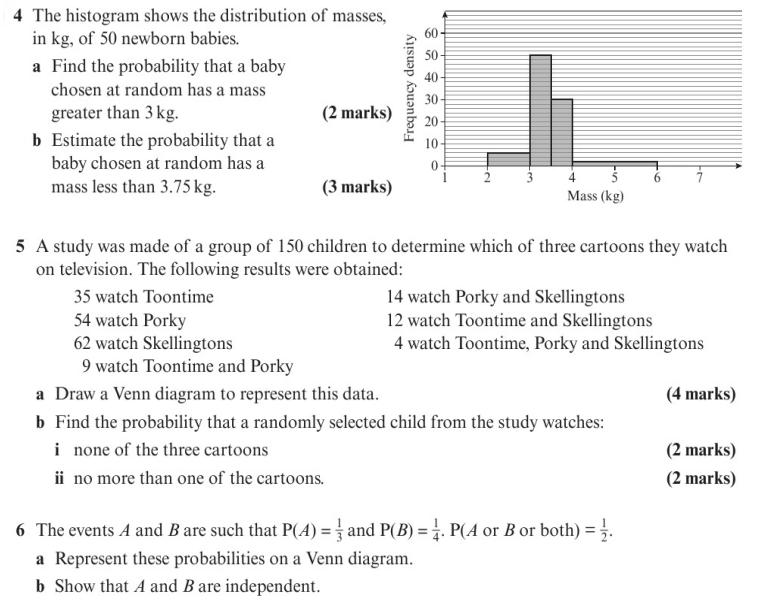 4 The histogram shows the distribution of masses,
in kg, of 50 newborn babies.
a Find the probability that a baby
chosen at random has a mass
greater than 3 kg. (2 marks)
b Estimate the probability that a
baby chosen at random has a
mass less than 3.75 kg. (3 marks)
Frequency density
60
50
40
30
20
10
0
1 2 3 4 5 6 7
Mass (kg)
5 A study was made of a group of 150 children to determine which of three cartoons they watch
on television. The following results were obtained:
35 watch Toontime 14 watch Porky and Skellingtons
54 watch Porky 12 watch Toontime and Skellingtons
62 watch Skellingtons 4 watch Toontime, Porky and Skellingtons
9 watch Toontime and Porky
a Draw a Venn diagram to represent this data. (4 marks)
b Find the probability that a randomly selected child from the study watches:
i none of the three cartoons (2 marks)
ii no more than one of the cartoons. (2 marks)
6 The events A and B are such that P(A) = 1/3 and P(B) = 1/4. P(A or B or both) = 1/2.
a Represent these probabilities on a Venn diagram.
b Show that A and B are independent.